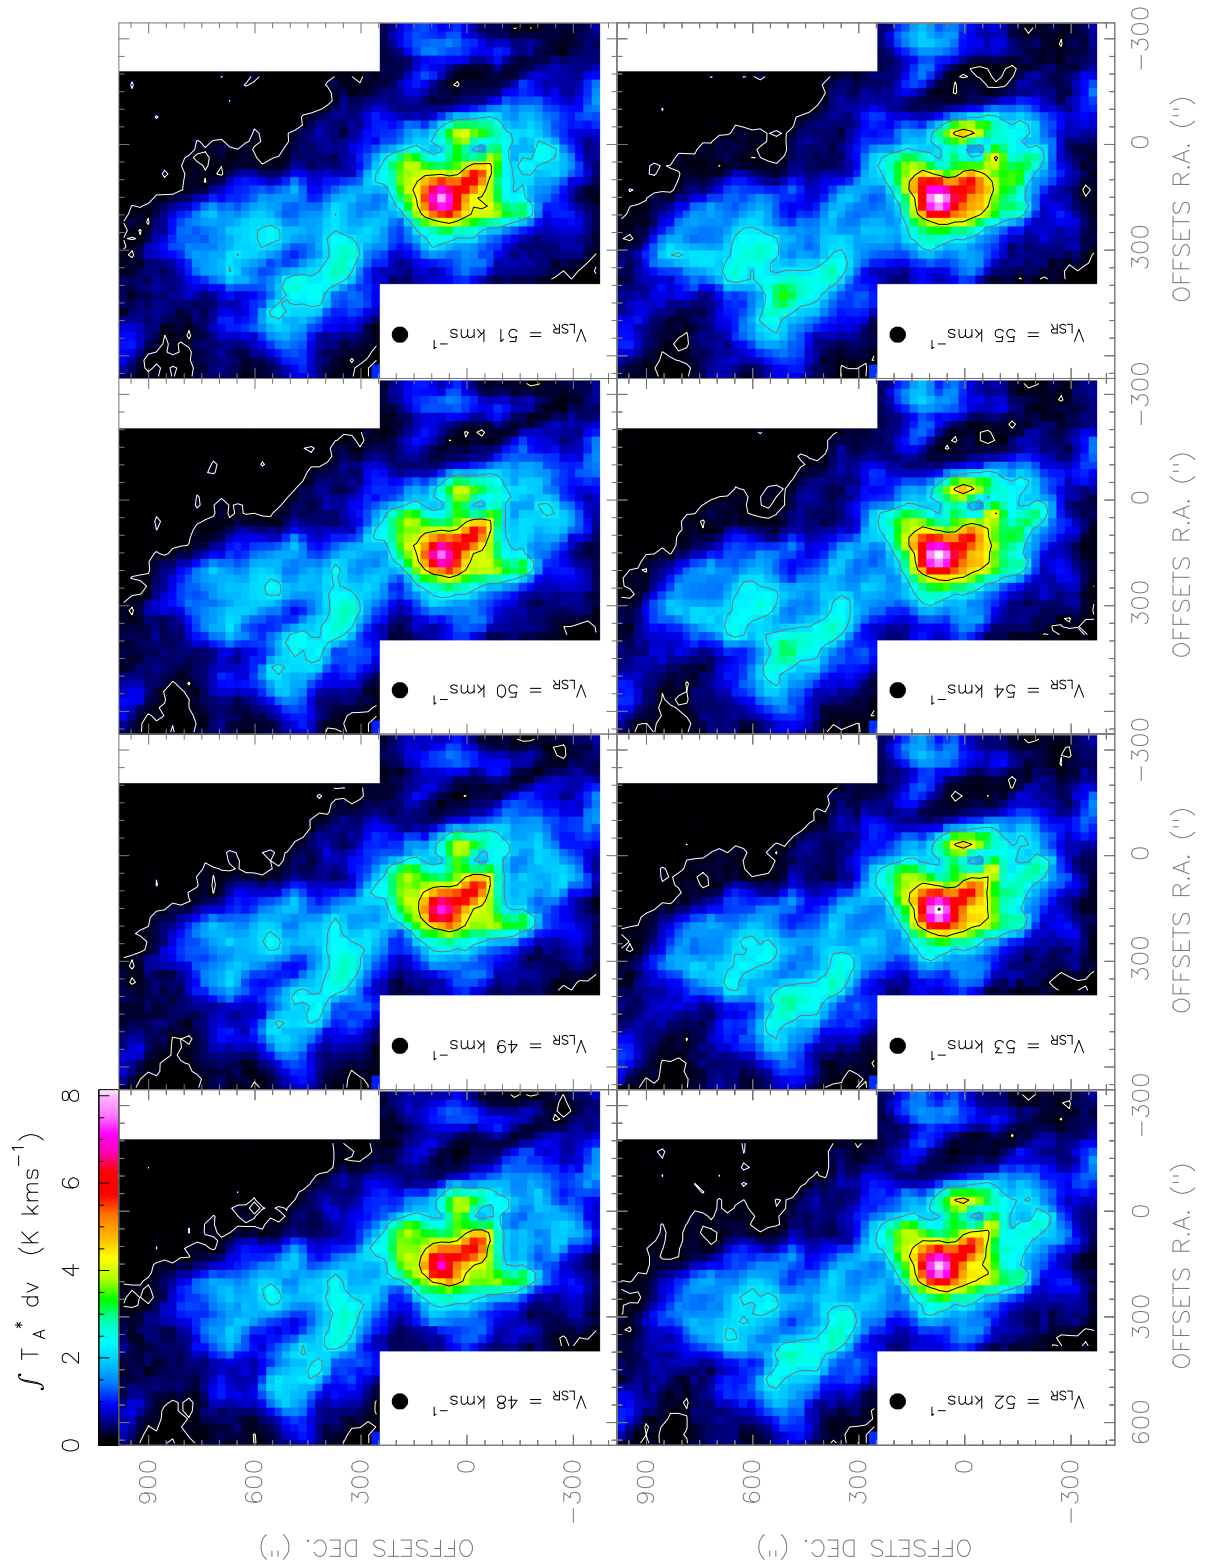 ∫ T A* dv (K kms⁻¹)
0 2 4 6 8
V_LSR = 48 kms⁻¹
V_LSR = 49 kms⁻¹
V_LSR = 50 kms⁻¹
V_LSR = 51 kms⁻¹
V_LSR = 52 kms⁻¹
V_LSR = 53 kms⁻¹
V_LSR = 54 kms⁻¹
V_LSR = 55 kms⁻¹
900 600 300 0 −300
900 600 300 0 −300
OFFSETS DEC. (")
OFFSETS DEC. (")
600 300 0 −300
300 0 −300
300 0 −300
300 0 −300
OFFSETS R.A. (")
OFFSETS R.A. (")
OFFSETS R.A. (")
OFFSETS R.A. (")